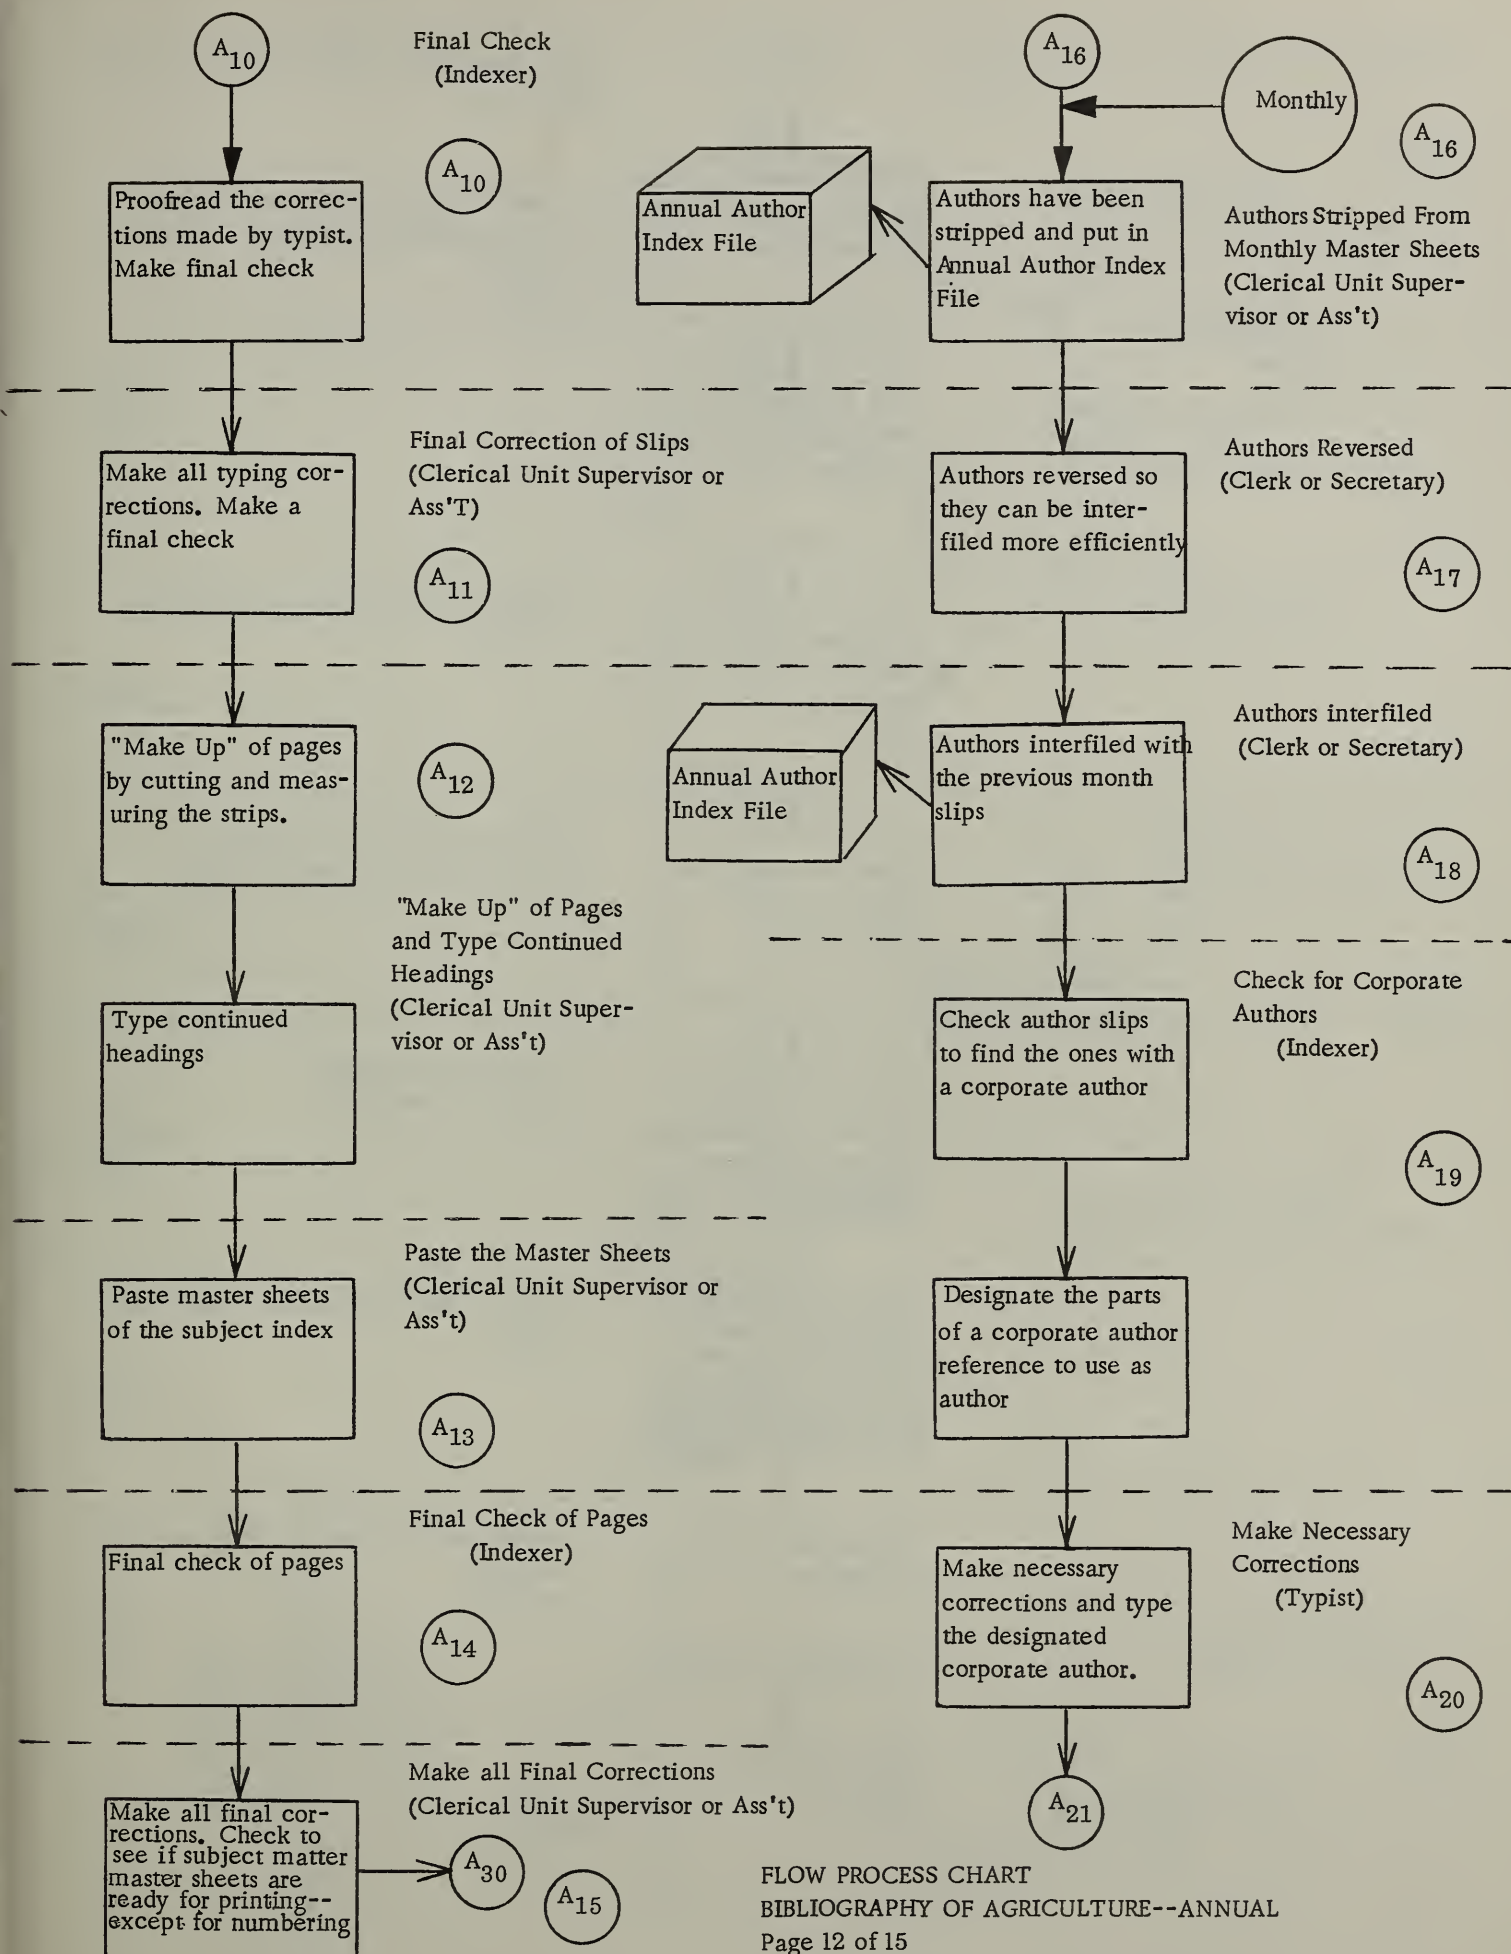 A10
Final Check
(Indexer)
A10
Proofread the correc-
tions made by typist.
Make final check
Final Correction of Slips
(Clerical Unit Supervisor or
Ass'T)
Make all typing cor-
rections. Make a
final check
A11
"Make Up" of pages
by cutting and meas-
uring the strips.
A12
"Make Up" of Pages
and Type Continued
Headings
(Clerical Unit Super-
visor or Ass't)
Type continued
headings
Paste the Master Sheets
(Clerical Unit Supervisor or
Ass't)
Paste master sheets
of the subject index
A13
Final Check of Pages
(Indexer)
Final check of pages
A14
Make all Final Corrections
(Clerical Unit Supervisor or Ass't)
Make all final cor-
rections. Check to
see if subject matter
master sheets are
ready for printing--
except for numbering
A30
A15
A16
Monthly
A16
Annual Author
Index File
Authors have been
stripped and put in
Annual Author Index
File
Authors Stripped From
Monthly Master Sheets
(Clerical Unit Super-
visor or Ass't)
Authors Reversed
(Clerk or Secretary)
Authors reversed so
they can be inter-
filed more efficiently
A17
Authors interfiled
(Clerk or Secretary)
Annual Author
Index File
Authors interfiled with
the previous month
slips
A18
Check for Corporate
Authors
(Indexer)
Check author slips
to find the ones with
a corporate author
A19
Designate the parts
of a corporate author
reference to use as
author
Make Necessary
Corrections
(Typist)
Make necessary
corrections and type
the designated
corporate author.
A20
A21
FLOW PROCESS CHART
BIBLIOGRAPHY OF AGRICULTURE--ANNUAL
Page 12 of 15